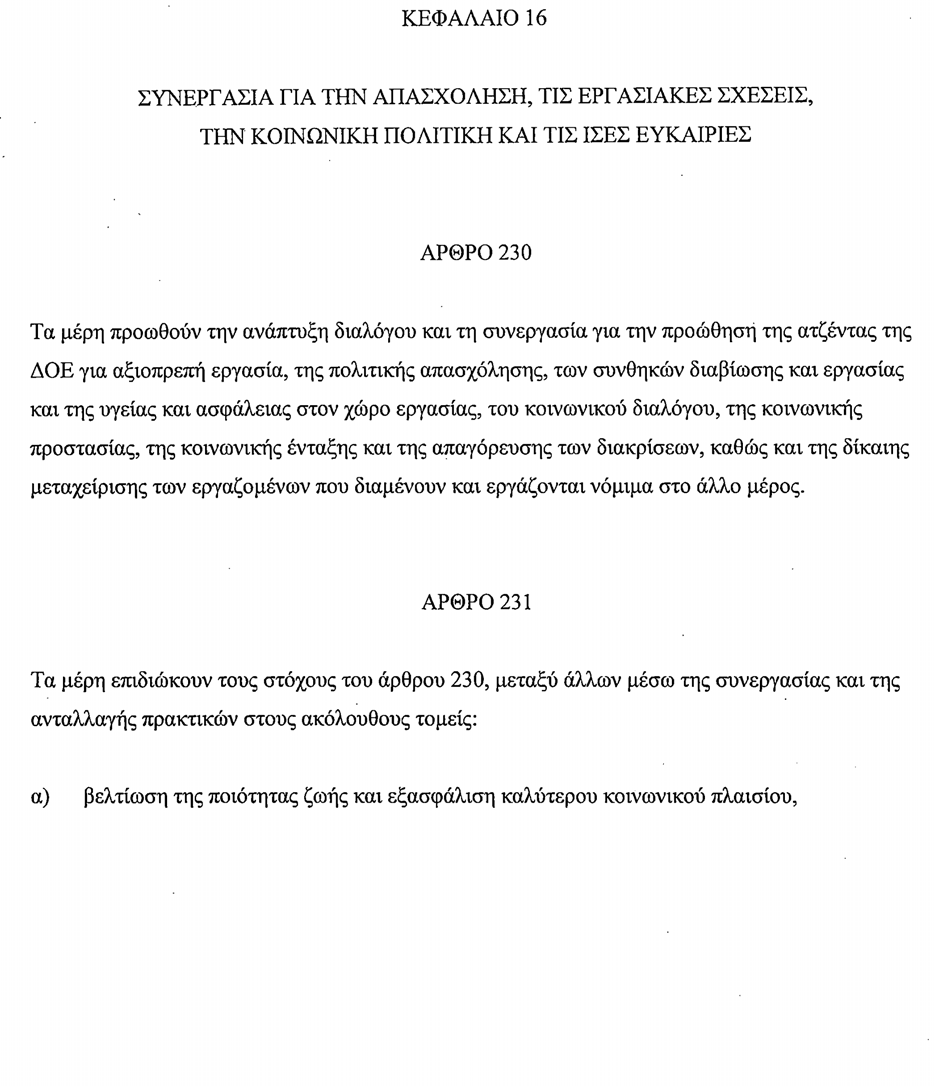 ΚΕΦΑΛΑΙΟ 16
ΣΥΝΕΡΓΑΣΙΑ ΓΙΑ ΤΗΝ ΑΠΑΣΧΟΛΗΣΗ, ΤΙΣ ΕΡΓΑΣΙΑΚΕΣ ΣΧΕΣΕΙΣ,
ΤΗΝ ΚΟΙΝΩΝΙΚΗ ΠΟΛΙΤΙΚΗ ΚΑΙ ΤΙΣ ΙΣΕΣ ΕΥΚΑΙΡΙΕΣ
ΑΡΘΡΟ 230
Τα μέρη προωθούν την ανάπτυξη διαλόγου και τη συνεργασία για την προώθηση της ατζέντας της
ΔΟΕ για αξιοπρεπή εργασία, της πολιτικής απασχόλησης, των συνθηκών διαβίωσης και εργασίας
και της υγείας και ασφάλειας στον χώρο εργασίας, του κοινωνικού διαλόγου, της κοινωνικής
προστασίας, της κοινωνικής ένταξης και της απαγόρευσης των διακρίσεων, καθώς και της δίκαιης
μεταχείρισης των εργαζομένων που διαμένουν και εργάζονται νόμιμα στο άλλο μέρος.
ΑΡΘΡΟ 231
Τα μέρη επιδιώκουν τους στόχους του άρθρου 230, μεταξύ άλλων μέσω της συνεργασίας και της
ανταλλαγής πρακτικών στους ακόλουθους τομείς:
α) βελτίωση της ποιότητας ζωής και εξασφάλιση καλύτερου κοινωνικού πλαισίου,